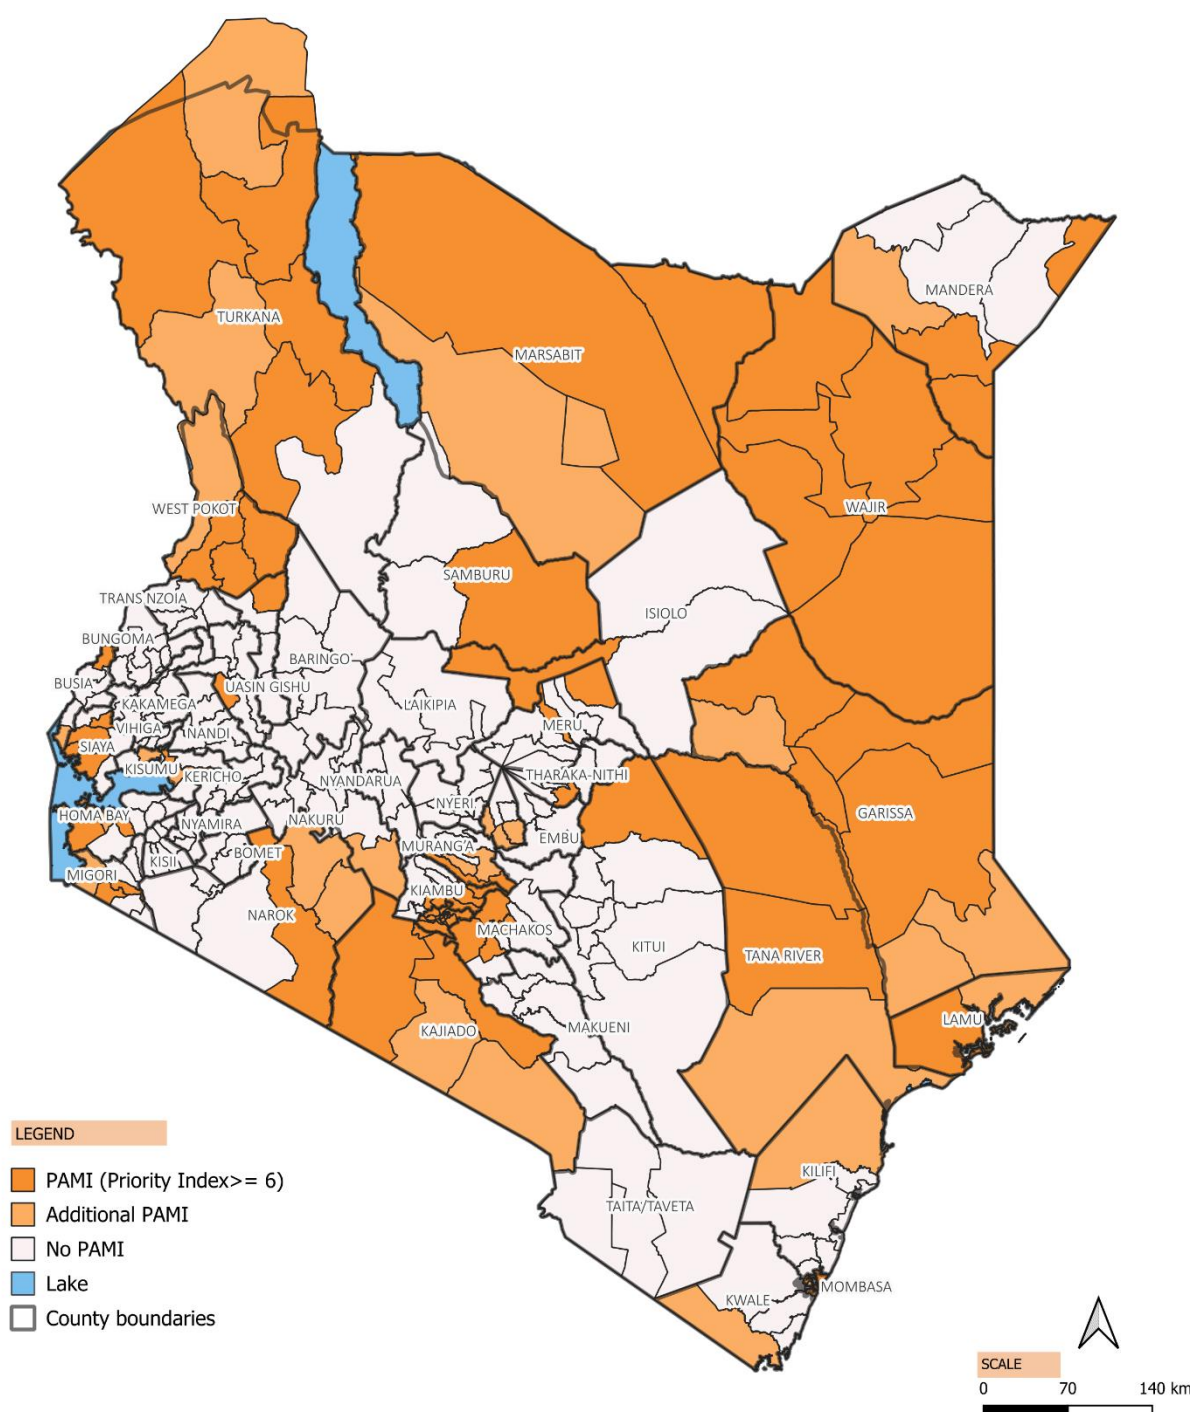 TURKANA
MARSABIT
MANDERA
WEST POKOT
WAJIR
SAMBURU
TRANS NZOIA
ISIOLO
BUNGOMA
BARINGO
BUSIA
UASIN GISHU
KAKAMEGA
LAIKIPIA
VIHIGA
NANDI
MERU
SIAYA
KISUMU
KERICHO
NYANDARUA
THARAKA-NITHI
NYERI
HOMA BAY
NYAMIRA
NAKURU
GARISSA
EMBU
MURANG'A
BOMET
KISII
MIGORI
KIAMBU
NAROK
MACHAKOS
KITUI
TANA RIVER
LAMU
KAJIADO
MAKUENI
KILIFI
TAITA/TAVETA
KWALE
MOMBASA
LEGEND
PAMI (Priority Index>= 6)
Additional PAMI
No PAMI
Lake
County boundaries
SCALE
0 70 140 km